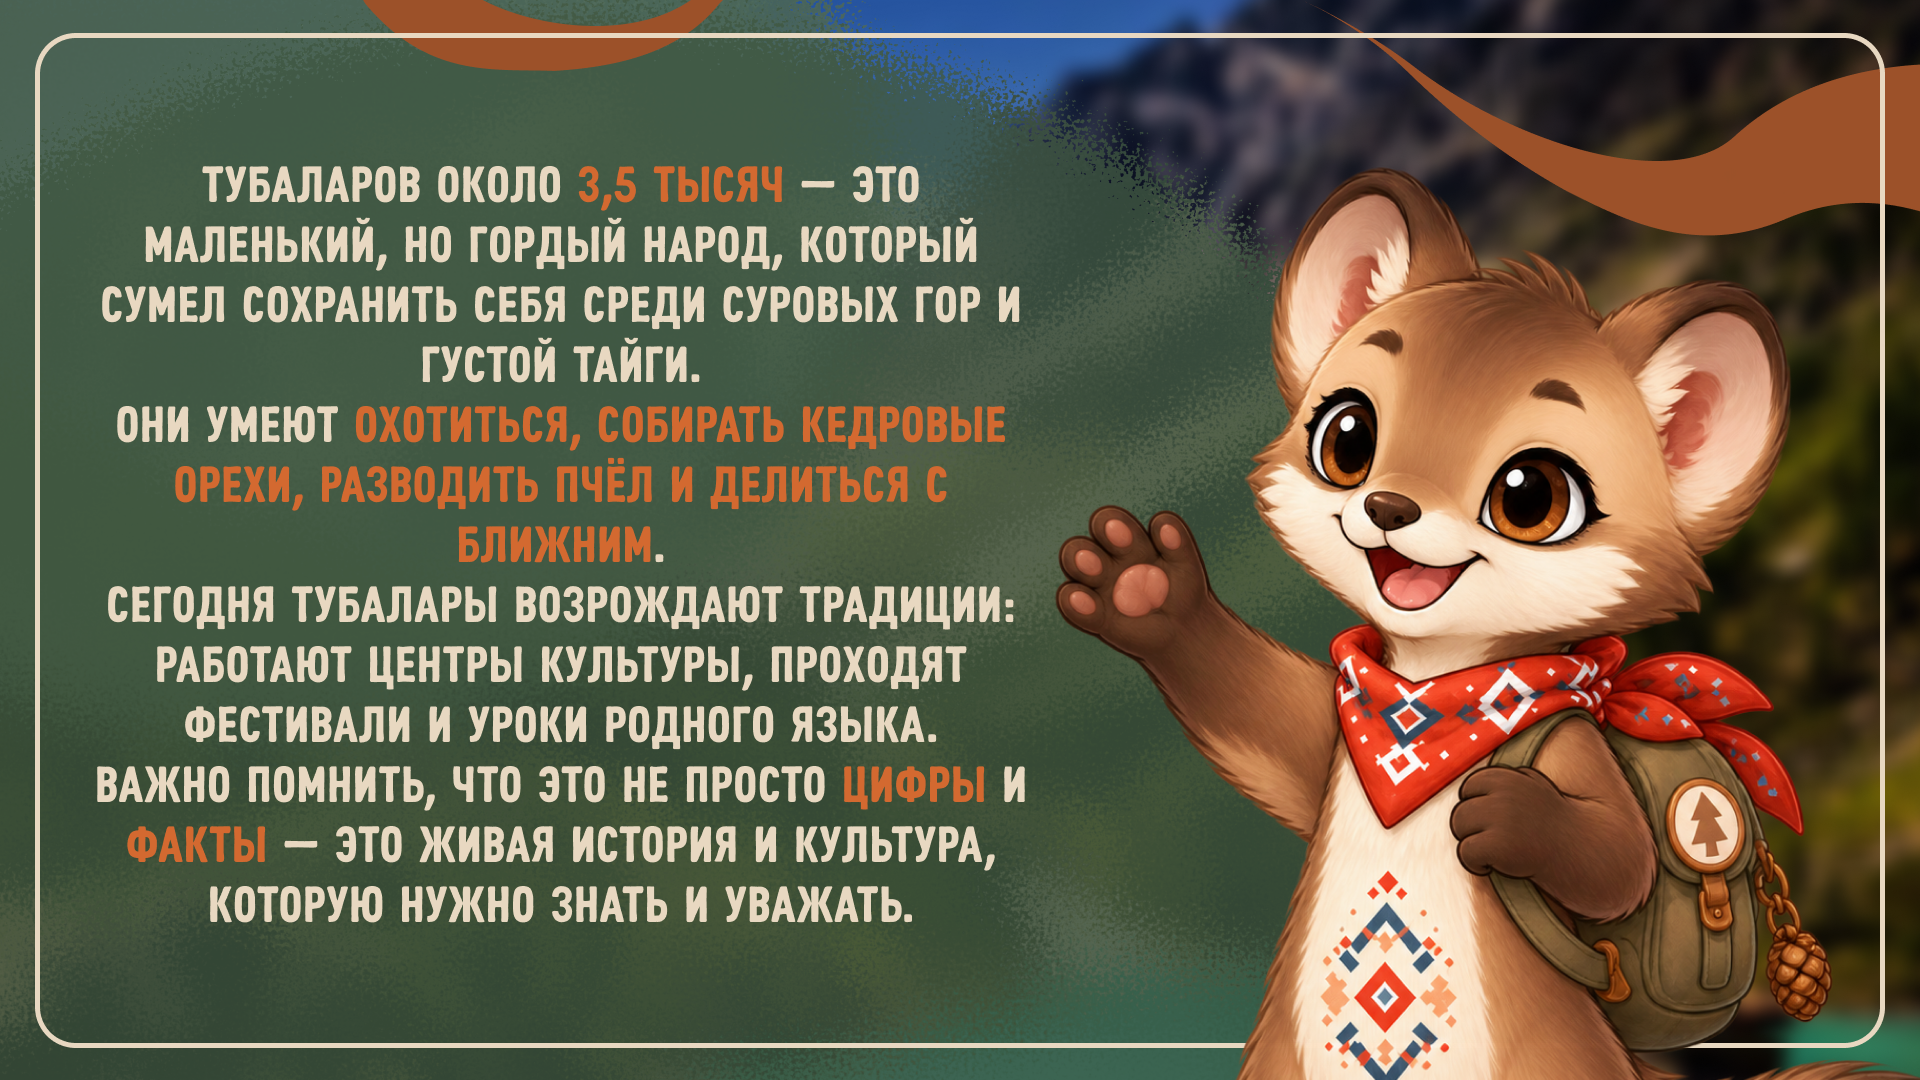 ТУБАЛАРОВ ОКОЛО 3,5 ТЫСЯЧ — ЭТО
МАЛЕНЬКИЙ, НО ГОРДЫЙ НАРОД, КОТОРЫЙ
СУМЕЛ СОХРАНИТЬ СЕБЯ СРЕДИ СУРОВЫХ ГОР И
ГУСТОЙ ТАЙГИ.
ОНИ УМЕЮТ ОХОТИТЬСЯ, СОБИРАТЬ КЕДРОВЫЕ
ОРЕХИ, РАЗВОДИТЬ ПЧЁЛ И ДЕЛИТЬСЯ С
БЛИЖНИМ.
СЕГОДНЯ ТУБАЛАРЫ ВОЗРОЖДАЮТ ТРАДИЦИИ:
РАБОТАЮТ ЦЕНТРЫ КУЛЬТУРЫ, ПРОХОДЯТ
ФЕСТИВАЛИ И УРОКИ РОДНОГО ЯЗЫКА.
ВАЖНО ПОМНИТЬ, ЧТО ЭТО НЕ ПРОСТО ЦИФРЫ И
ФАКТЫ — ЭТО ЖИВАЯ ИСТОРИЯ И КУЛЬТУРА,
КОТОРУЮ НУЖНО ЗНАТЬ И УВАЖАТЬ.